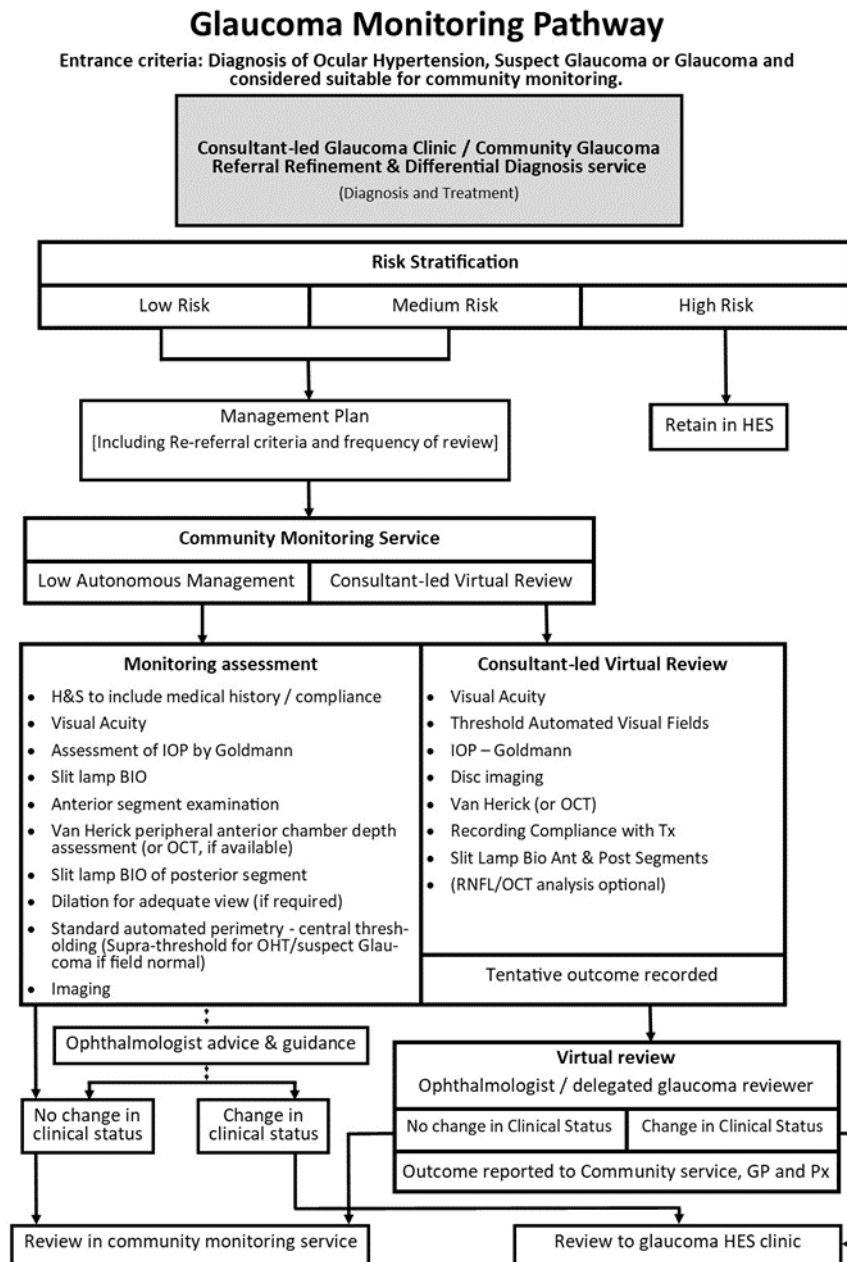 Glaucoma Monitoring Pathway
Entrance criteria: Diagnosis of Ocular Hypertension, Suspect Glaucoma or Glaucoma and
considered suitable for community monitoring.
Consultant-led Glaucoma Clinic / Community Glaucoma
Referral Refinement & Differential Diagnosis service
(Diagnosis and Treatment)
Risk Stratification
Low Risk
Medium Risk
High Risk
Management Plan
[Including Re-referral criteria and frequency of review]
Retain in HES
Community Monitoring Service
Low Autonomous Management
Consultant-led Virtual Review
Monitoring assessment
• H&S to include medical history / compliance
• Visual Acuity
• Assessment of IOP by Goldmann
• Slit lamp BIO
• Anterior segment examination
• Van Herick peripheral anterior chamber depth
assessment (or OCT, if available)
• Slit lamp BIO of posterior segment
• Dilation for adequate view (if required)
• Standard automated perimetry - central thresh-
olding (Supra-threshold for OHT/suspect Glau-
coma if field normal)
• Imaging
Consultant-led Virtual Review
• Visual Acuity
• Threshold Automated Visual Fields
• IOP – Goldmann
• Disc imaging
• Van Herick (or OCT)
• Recording Compliance with Tx
• Slit Lamp Bio Ant & Post Segments
• (RNFL/OCT analysis optional)
Tentative outcome recorded
Ophthalmologist advice & guidance
No change in
clinical status
Change in
clinical status
Virtual review
Ophthalmologist / delegated glaucoma reviewer
No change in Clinical Status
Change in Clinical Status
Outcome reported to Community service, GP and Px
Review in community monitoring service
Review to glaucoma HES clinic